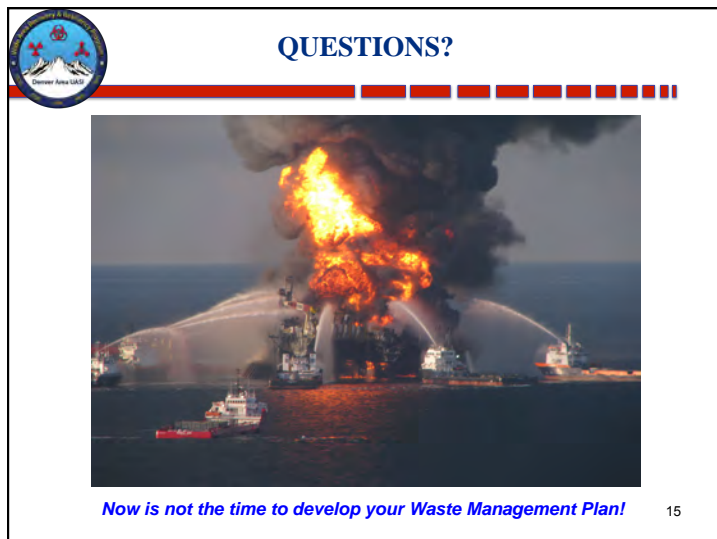 QUESTIONS?
Denver Area UASI
Now is not the time to develop your Waste Management Plan!
15